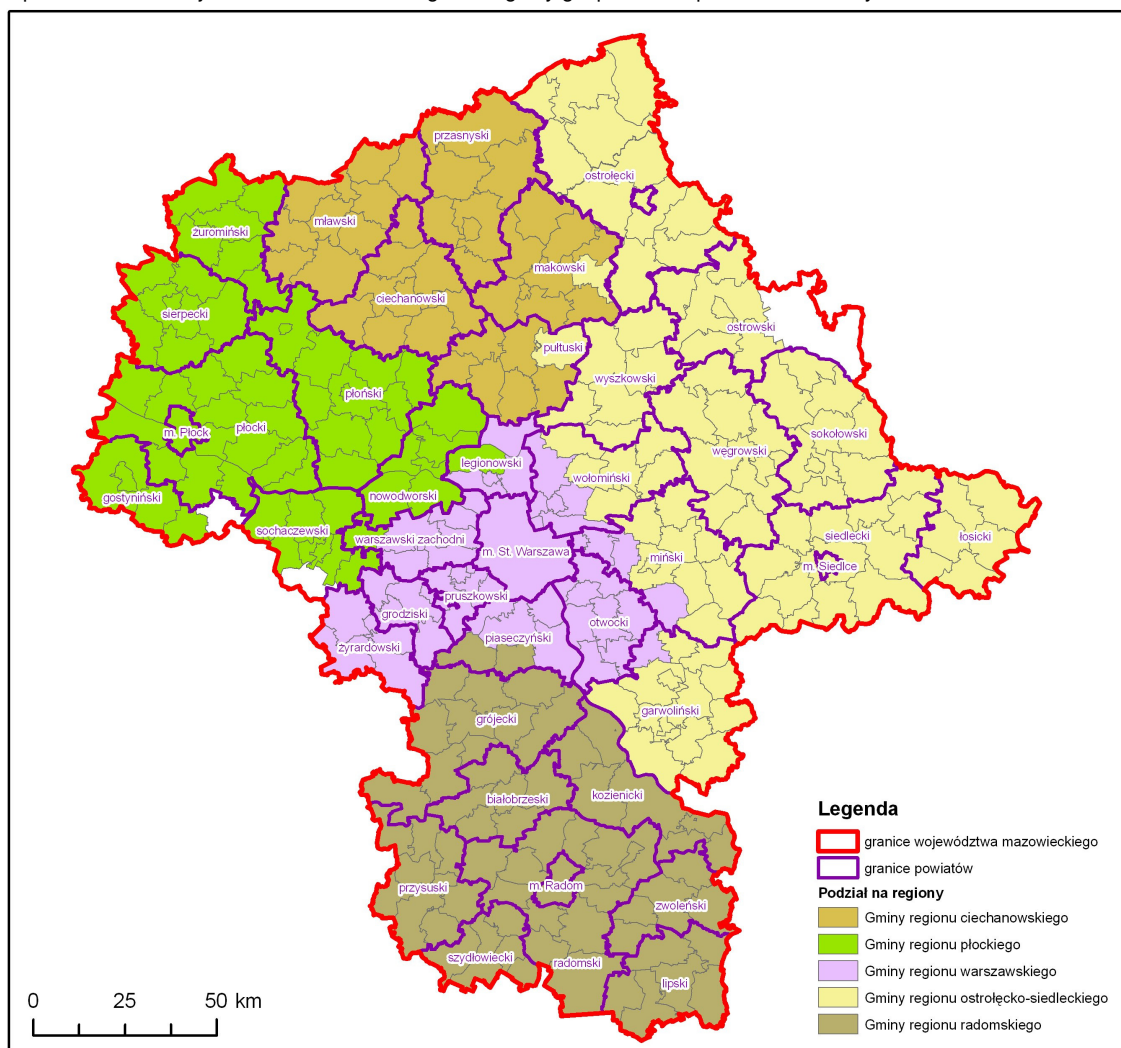 przasnyski
ostrołęcki
mławski
żuromiński
makowski
ciechanowski
sierpecki
ostrowski
pułtuski
wyszkowski
płoński
płocki
m. Płock
sokołowski
węgrowski
legionowski
wołomiński
gostyniński
nowodworski
sochaczewski
warszawski zachodni
m. St. Warszawa
miński
siedlecki
łosicki
m. Siedlce
pruszkowski
grodziski
otwocki
piaseczyński
żyrardowski
garwoliński
grójecki
białobrzeski
kozienicki
przysuski
m. Radom
zwoleński
szydłowiecki
radomski
lipski
Legenda
granice województwa mazowieckiego
granice powiatów
Podział na regiony
Gminy regionu ciechanowskiego
Gminy regionu płockiego
Gminy regionu warszawskiego
Gminy regionu ostrołęcko-siedleckiego
Gminy regionu radomskiego
0 25 50 km